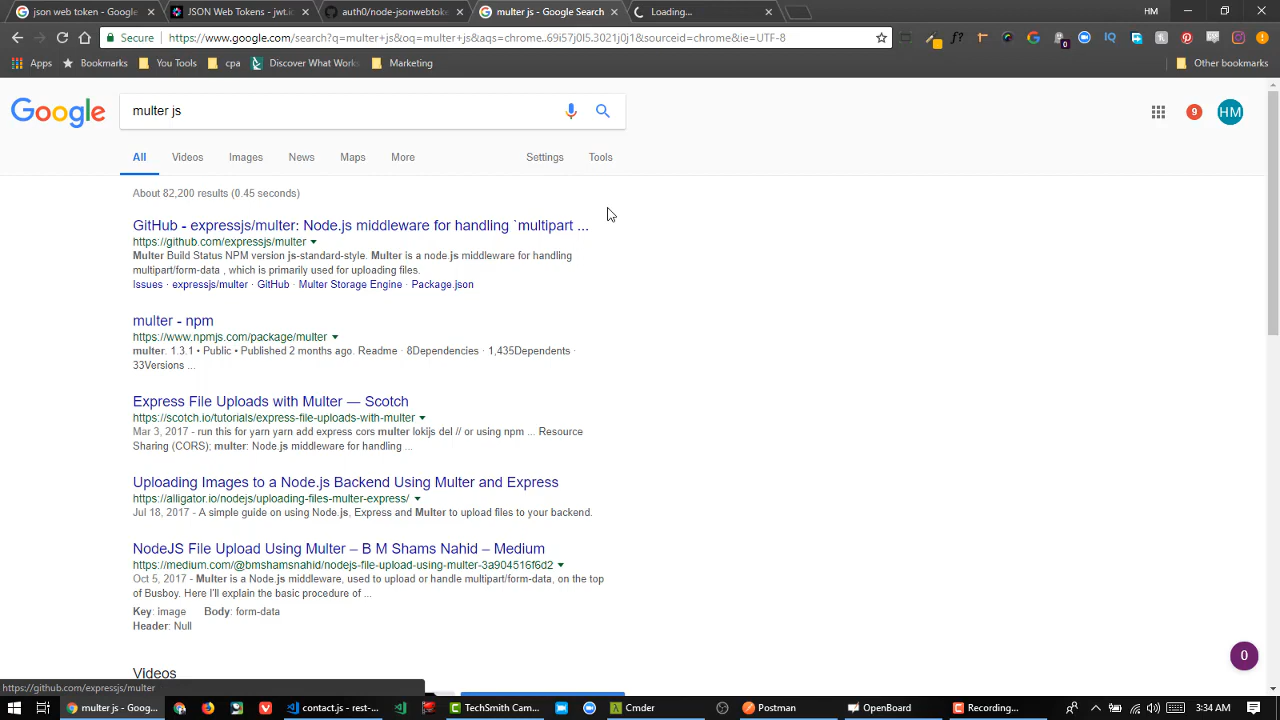 json web token - Google
JSON Web Tokens - jwt.io
auth0/node-jsonwebtoke
multer js - Google Search
Loading...
HM
Secure
https://www.google.com/search?q=multer+js&oq=multer+js&aqs=chrome..69i57j0l5.3021j0j1&sourceid=chrome&ie=UTF-8
f?
0
IQ
Apps
Bookmarks
You Tools
cpa
Discover What Works
Marketing
Other bookmarks
Google
multer js
9
HM
All Videos Images News Maps More Settings Tools
About 82,200 results (0.45 seconds)
GitHub - expressjs/multer: Node.js middleware for handling `multipart ...
https://github.com/expressjs/multer
Multer Build Status NPM version js-standard-style. Multer is a node.js middleware for handling
multipart/form-data , which is primarily used for uploading files.
Issues · expressjs/multer · GitHub · Multer Storage Engine · Package.json
multer - npm
https://www.npmjs.com/package/multer
multer. 1.3.1 • Public • Published 2 months ago. Readme · 8Dependencies · 1,435Dependents ·
33Versions ...
Express File Uploads with Multer — Scotch
https://scotch.io/tutorials/express-file-uploads-with-multer
Mar 3, 2017 - run this for yarn yarn add express cors multer lokijs del // or using npm ... Resource
Sharing (CORS); multer: Node.js middleware for handling ...
Uploading Images to a Node.js Backend Using Multer and Express
https://alligator.io/nodejs/uploading-files-multer-express/
Jul 18, 2017 - A simple guide on using Node.js, Express and Multer to upload files to your backend.
NodeJS File Upload Using Multer – B M Shams Nahid – Medium
https://medium.com/@bmshamsnahid/nodejs-file-upload-using-multer-3a904516f6d2
Oct 5, 2017 - Multer is a Node.js middleware, used to upload or handle multipart/form-data, on the top
of Busboy. Here I'll explain the basic procedure of ...
Key: image Body: form-data
Header: Null
Videos
0
https://github.com/expressjs/multer
multer js - Goog...
contact.js - rest-...
TechSmith Cam...
Cmder
Postman
OpenBoard
Recording...
3:34 AM